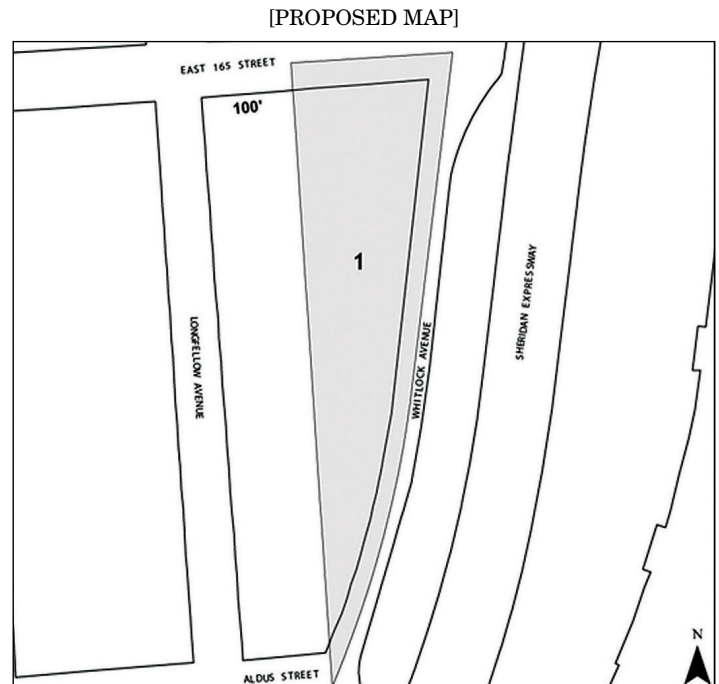 [PROPOSED MAP]
EAST 165 STREET
100'
1
LONGFELLOW AVENUE
WHITLOCK AVENUE
SHERIDAN EXPRESSWAY
ALDUS STREET
N